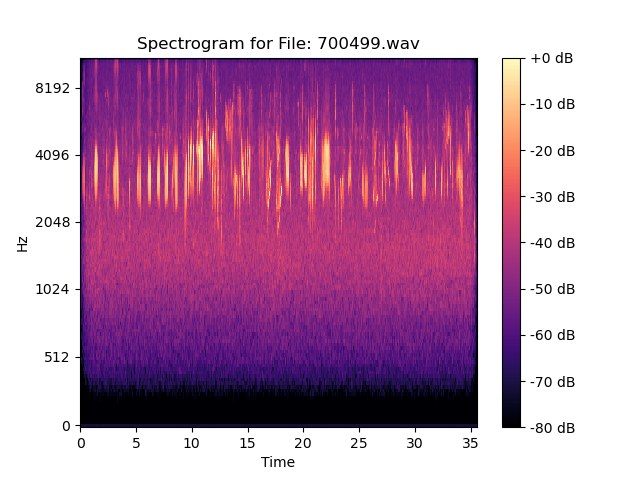 Spectrogram for File: 700499.wav
+0 dB
8192
-10 dB
4096
-20 dB
-30 dB
2048
Hz
-40 dB
1024
-50 dB
512
-60 dB
-70 dB
0
-80 dB
0 5 10 15 20 25 30 35
Time